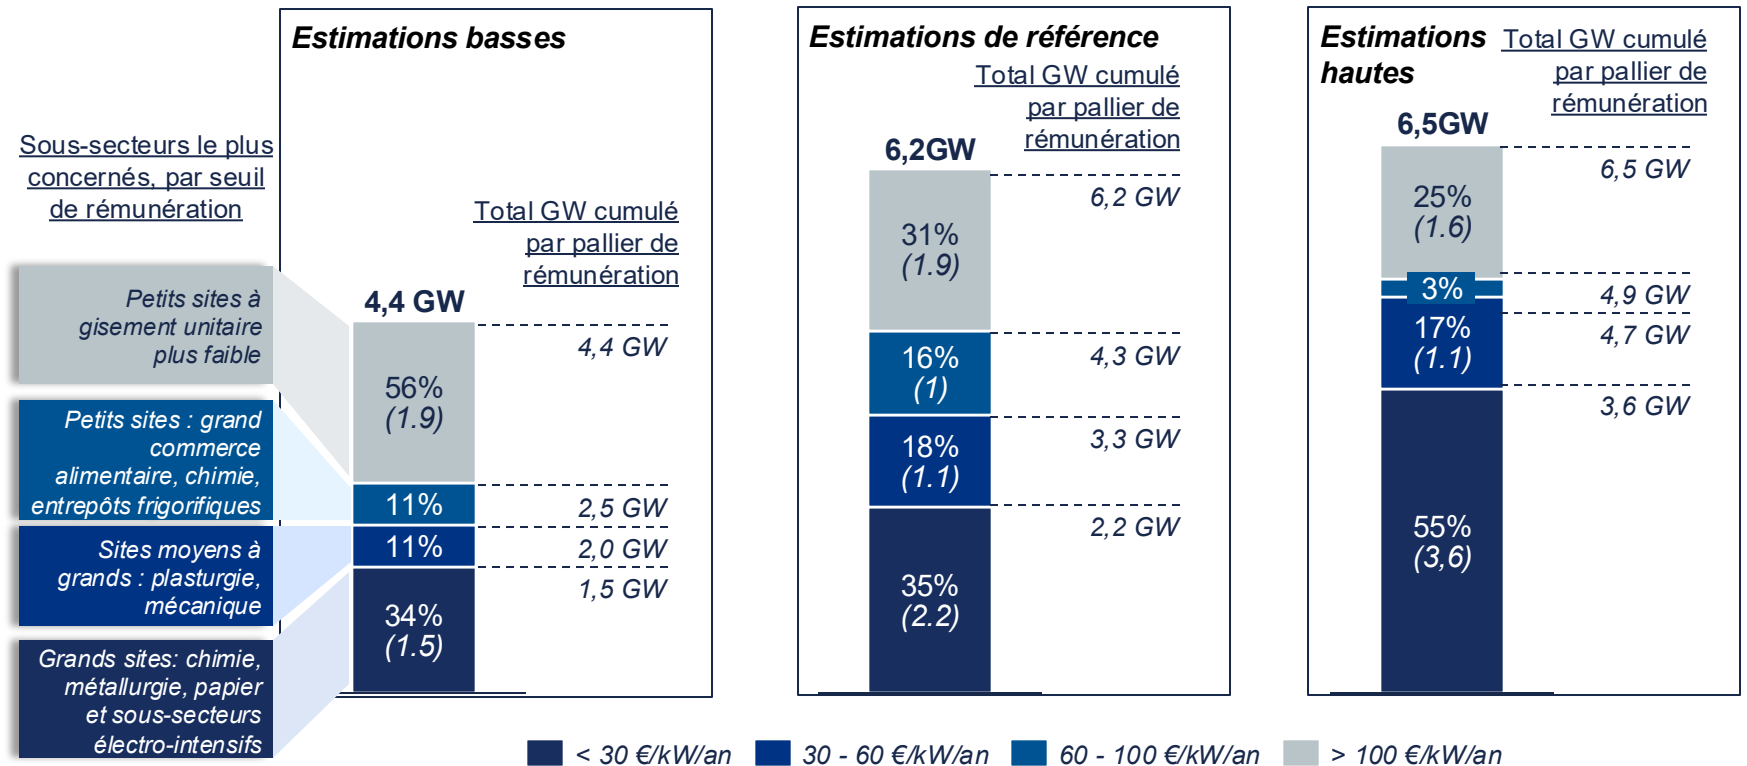 Sous-secteurs le plus
concernés, par seuil
de rémunération
Petits sites à
gisement unitaire
plus faible
Petits sites : grand
commerce
alimentaire, chimie,
entrepôts frigorifiques
Sites moyens à
grands : plasturgie,
mécanique
Grands sites: chimie,
métallurgie, papier
et sous-secteurs
électro-intensifs
Estimations basses
Total GW cumulé
par pallier de
rémunération
4,4 GW
4,4 GW
56%
(1.9)
11%
2,5 GW
11%
2,0 GW
1,5 GW
34%
(1.5)
Estimations de référence
Total GW cumulé
par pallier de
rémunération
6,2GW
6,2 GW
31%
(1.9)
4,3 GW
16%
(1)
3,3 GW
18%
(1.1)
2,2 GW
35%
(2.2)
Estimations
hautes
Total GW cumulé
par pallier de
rémunération
6,5GW
6,5 GW
25%
(1.6)
3%
4,9 GW
4,7 GW
17%
(1.1)
3,6 GW
55%
(3,6)
< 30 €/kW/an
30 - 60 €/kW/an
60 - 100 €/kW/an
> 100 €/kW/an